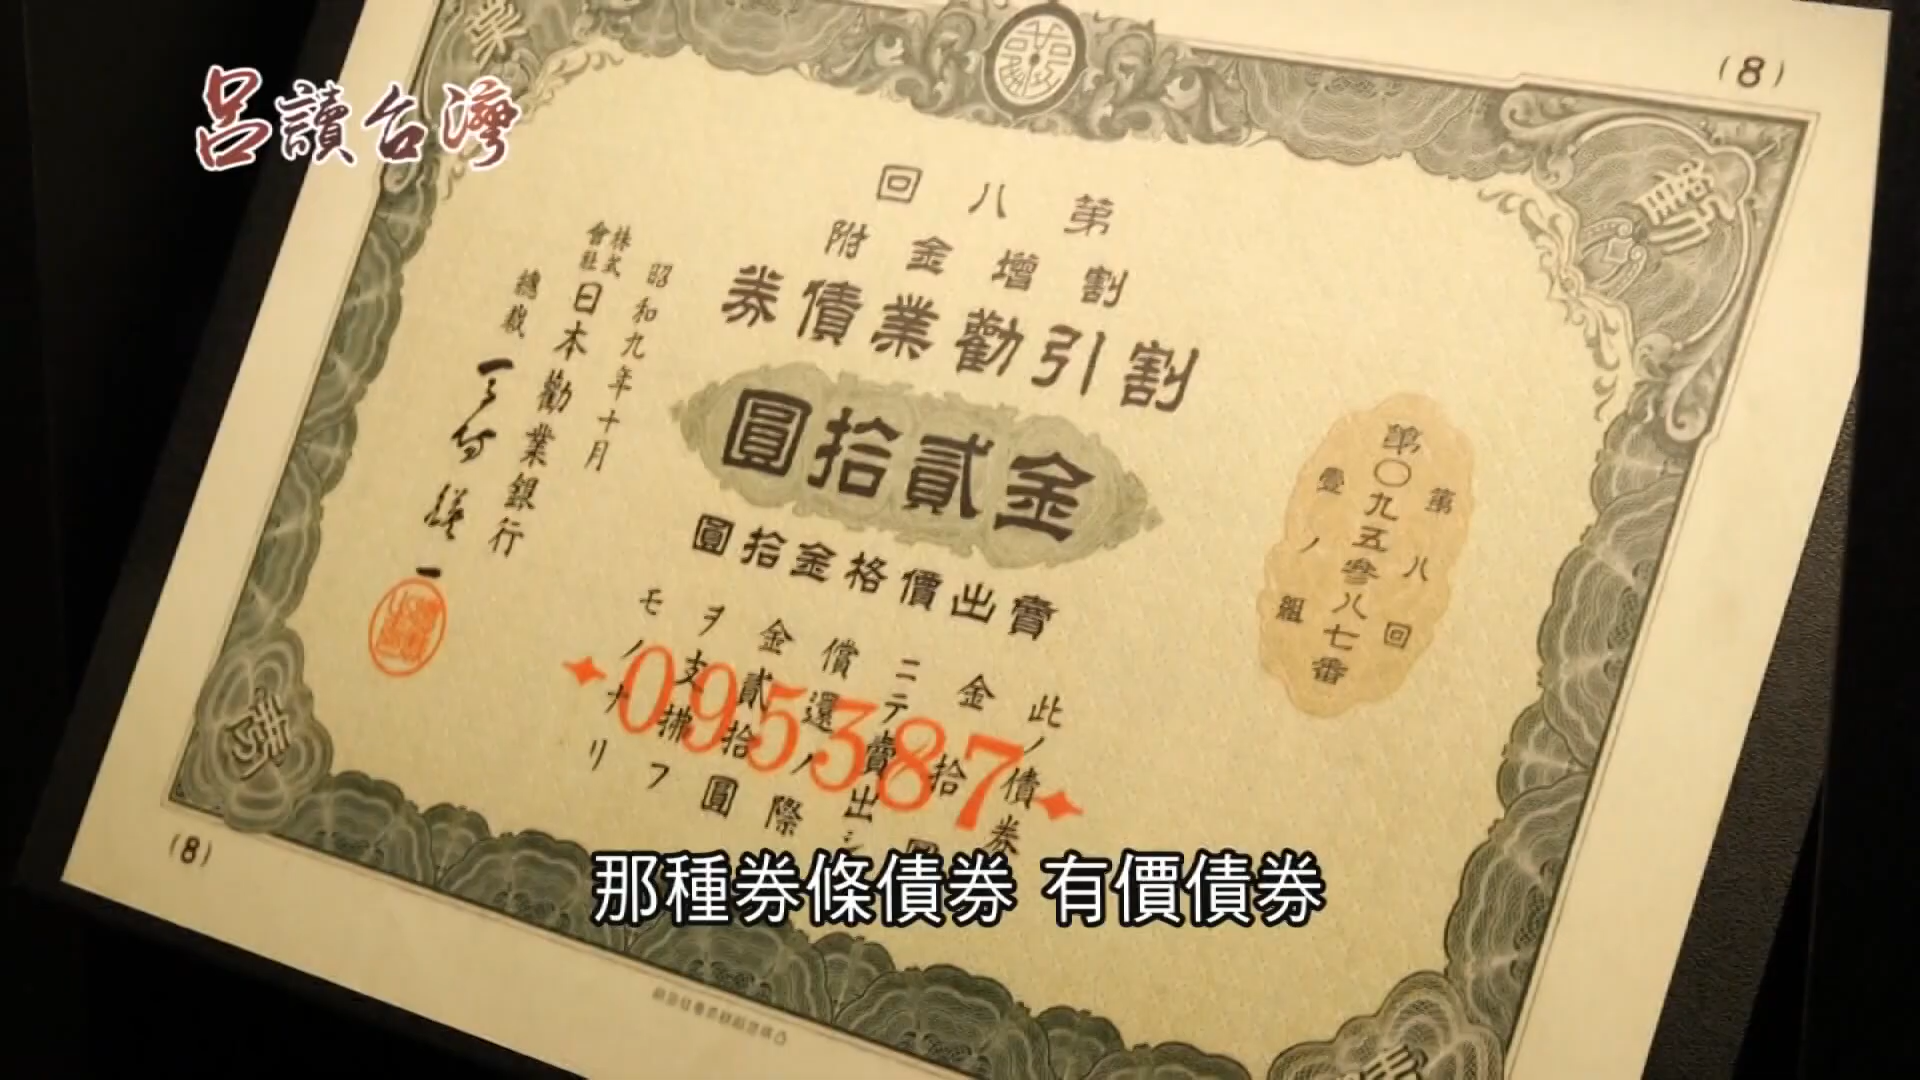 呂讀台灣
(8)
勸
業
回八第
附金增割
券債業勸引割
圓拾貳金
圓拾金格價出賣
第八回
第〇九五參八七番
壹ノ組
昭和九年十月
株式會社
日本勸業銀行
總裁
此ノ債券
金拾圓
ニテ賣出シ
償還ノ際
金貳拾圓
ヲ支拂フ
モノナリ
095387
(8)
那種券條債券 有價債券